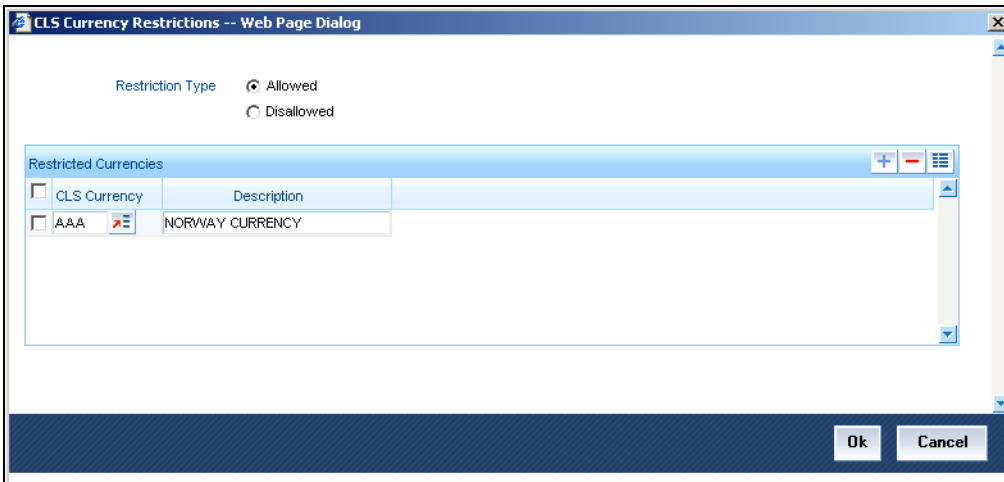 CLS Currency Restrictions -- Web Page Dialog
Restriction Type Allowed
Disallowed
Restricted Currencies
CLS Currency Description
AAA NORWAY CURRENCY
Ok Cancel